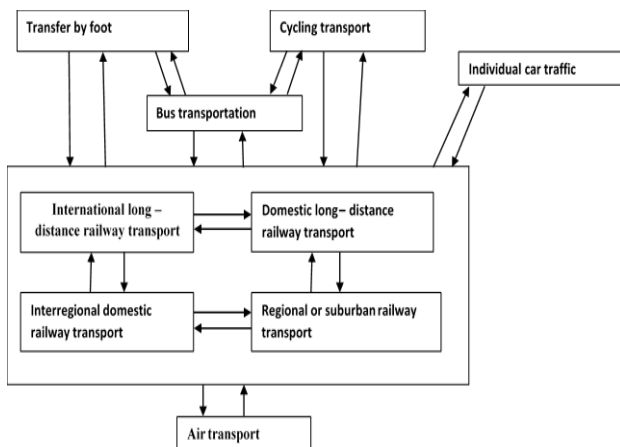 Transfer by foot
Cycling transport
Individual car traffic
Bus transportation
International long –
distance railway transport
Domestic long – distance
railway transport
Interregional domestic
railway transport
Regional or suburban railway
transport
Air transport